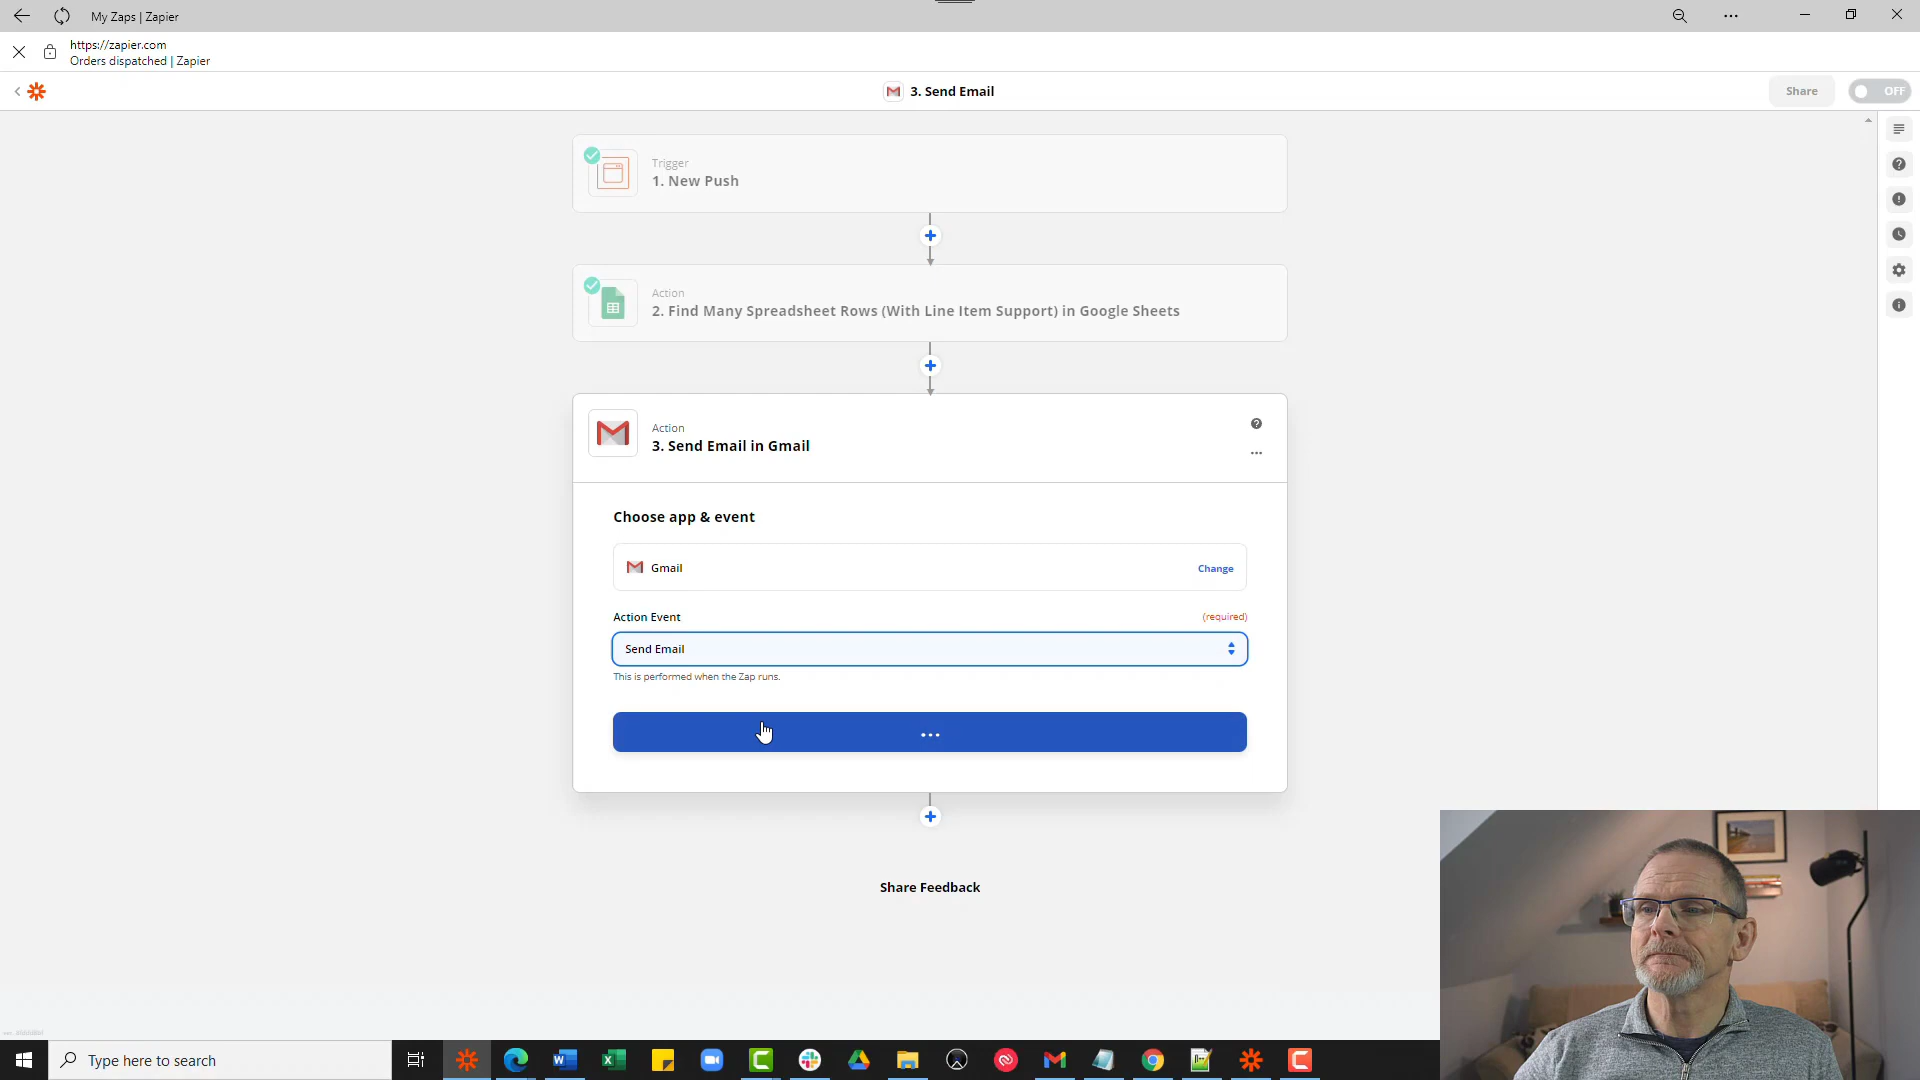 My Zaps | Zapier
https://zapier.com
Orders dispatched | Zapier
3. Send Email
Share
OFF
Trigger
1. New Push
Action
2. Find Many Spreadsheet Rows (With Line Item Support) in Google Sheets
Action
3. Send Email in Gmail
Choose app & event
Gmail
Change
Action Event
(required)
Send Email
This is performed when the Zap runs.
Share Feedback
Type here to search